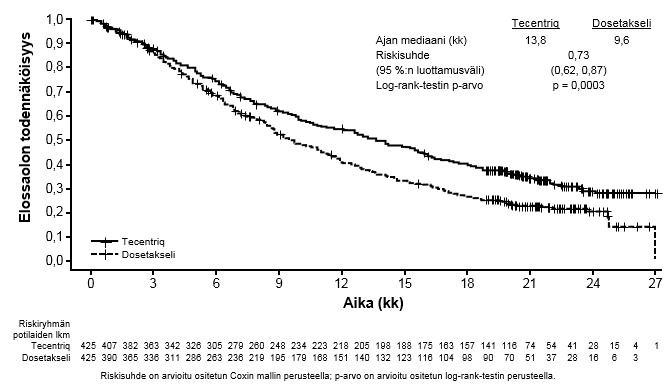 Tecentriq Dosetakseli
Ajan mediaani (kk) 13,8 9,6
Riskisuhde 0,73
(95 %:n luottamusväli) (0,62, 0,87)
Log-rank-testin p-arvo p = 0,0003
Elossaolon todennäköisyys
1,0
0,9
0,8
0,7
0,6
0,5
0,4
0,3
0,2
0,1
0,0
Tecentriq
Dosetakseli
0 3 6 9 12 15 18 21 24 27
Aika (kk)
Riskiryhmän
potilaiden lkm
Tecentriq 425 407 382 363 342 326 305 279 260 248 234 223 218 205 198 188 175 163 157 141 116 74 54 41 28 15 4 1
Dosetakseli 425 390 365 336 311 286 263 236 219 195 179 168 151 140 132 123 116 104 98 90 70 51 37 28 16 6 3
Riskisuhde on arvioitu ositetun Coxin mallin perusteella; p-arvo on arvioitu ositetun log-rank-testin perusteella.